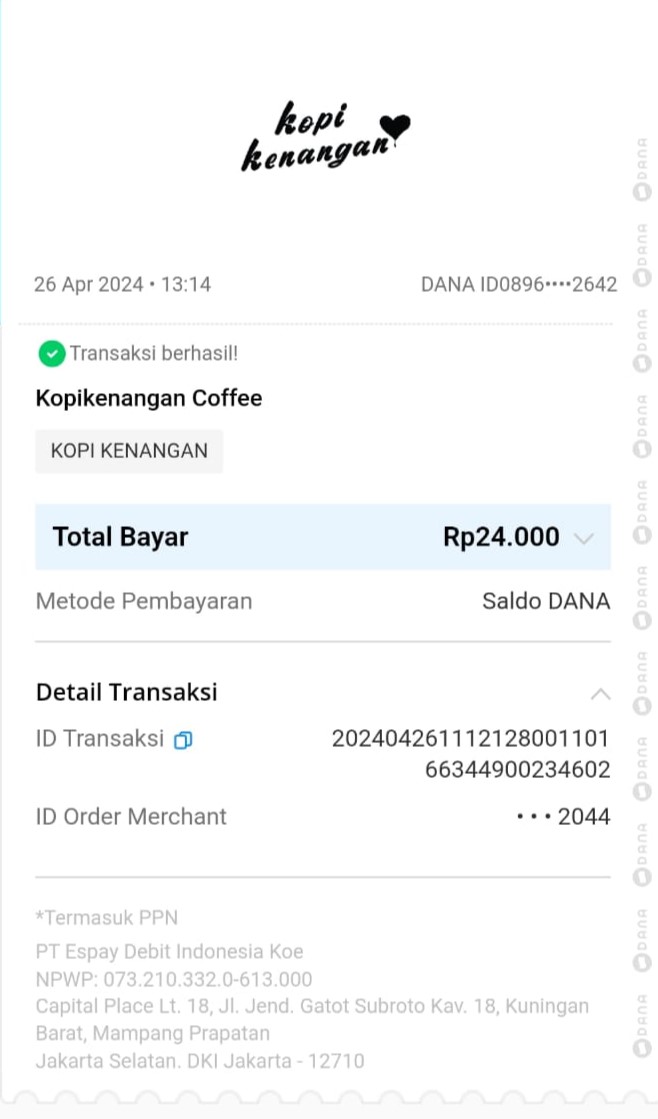 kopi
kenangan
26 Apr 2024 • 13:14
DANA ID0896••••2642
Transaksi berhasil!
Kopikenangan Coffee
KOPI KENANGAN
Total Bayar Rp24.000
Metode Pembayaran Saldo DANA
Detail Transaksi
ID Transaksi 202404261112128001101
66344900234602
ID Order Merchant • • • 2044
*Termasuk PPN
PT Espay Debit Indonesia Koe
NPWP: 073.210.332.0-613.000
Capital Place Lt. 18, Jl. Jend. Gatot Subroto Kav. 18, Kuningan
Barat, Mampang Prapatan
Jakarta Selatan. DKI Jakarta - 12710
DANA
DANA
DANA
DANA
DANA
DANA
DANA
DANA
DANA
DANA
DANA